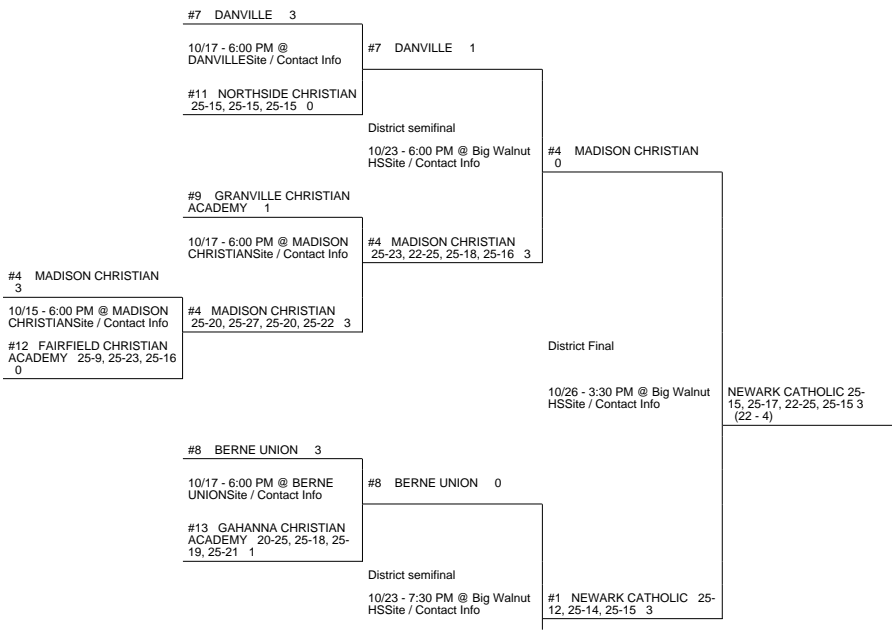 #7 DANVILLE 3
10/17 - 6:00 PM @
DANVILLESite / Contact Info
#7 DANVILLE 1
#11 NORTHSIDE CHRISTIAN
25-15, 25-15, 25-15 0
District semifinal
10/23 - 6:00 PM @ Big Walnut
HSSite / Contact Info
#4 MADISON CHRISTIAN
0
#9 GRANVILLE CHRISTIAN
ACADEMY 1
10/17 - 6:00 PM @ MADISON
CHRISTIANSite / Contact Info
#4 MADISON CHRISTIAN
25-23, 22-25, 25-18, 25-16 3
#4 MADISON CHRISTIAN
3
10/15 - 6:00 PM @ MADISON
CHRISTIANSite / Contact Info
#4 MADISON CHRISTIAN
25-20, 25-27, 25-20, 25-22 3
#12 FAIRFIELD CHRISTIAN
ACADEMY 25-9, 25-23, 25-16
0
District Final
10/26 - 3:30 PM @ Big Walnut
HSSite / Contact Info
NEWARK CATHOLIC 25-
15, 25-17, 22-25, 25-15 3
(22 - 4)
#8 BERNE UNION 3
10/17 - 6:00 PM @ BERNE
UNIONSite / Contact Info
#8 BERNE UNION 0
#13 GAHANNA CHRISTIAN
ACADEMY 20-25, 25-18, 25-
19, 25-21 1
District semifinal
10/23 - 7:30 PM @ Big Walnut
HSSite / Contact Info
#1 NEWARK CATHOLIC 25-
12, 25-14, 25-15 3